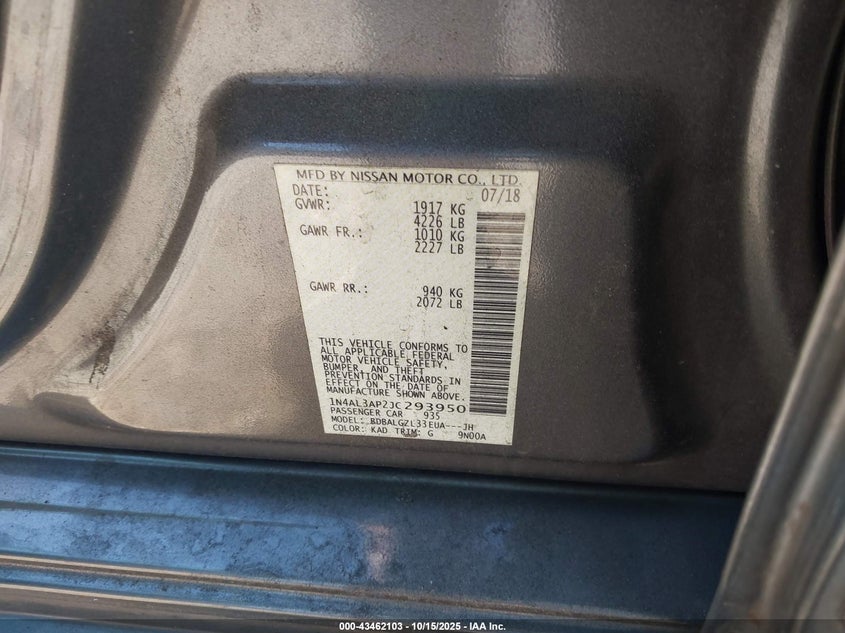 MFD BY NISSAN MOTOR CO., LTD.
DATE: 07/18
GVWR: 1917 KG
4226 LB
GAWR FR.: 1010 KG
2227 LB
GAWR RR.: 940 KG
2072 LB
THIS VEHICLE CONFORMS TO
ALL APPLICABLE FEDERAL
MOTOR VEHICLE SAFETY,
BUMPER, AND THEFT
PREVENTION STANDARDS IN
EFFECT ON THE DATE OF
MANUFACTURE SHOWN ABOVE.
1N4AL3AP2JC293950
PASSENGER CAR 935
MODEL: BDBALGZL33EUA---JH
COLOR: KAD TRIM: G 9N00A
000-43462103 - 10/15/2025 - IAA Inc.